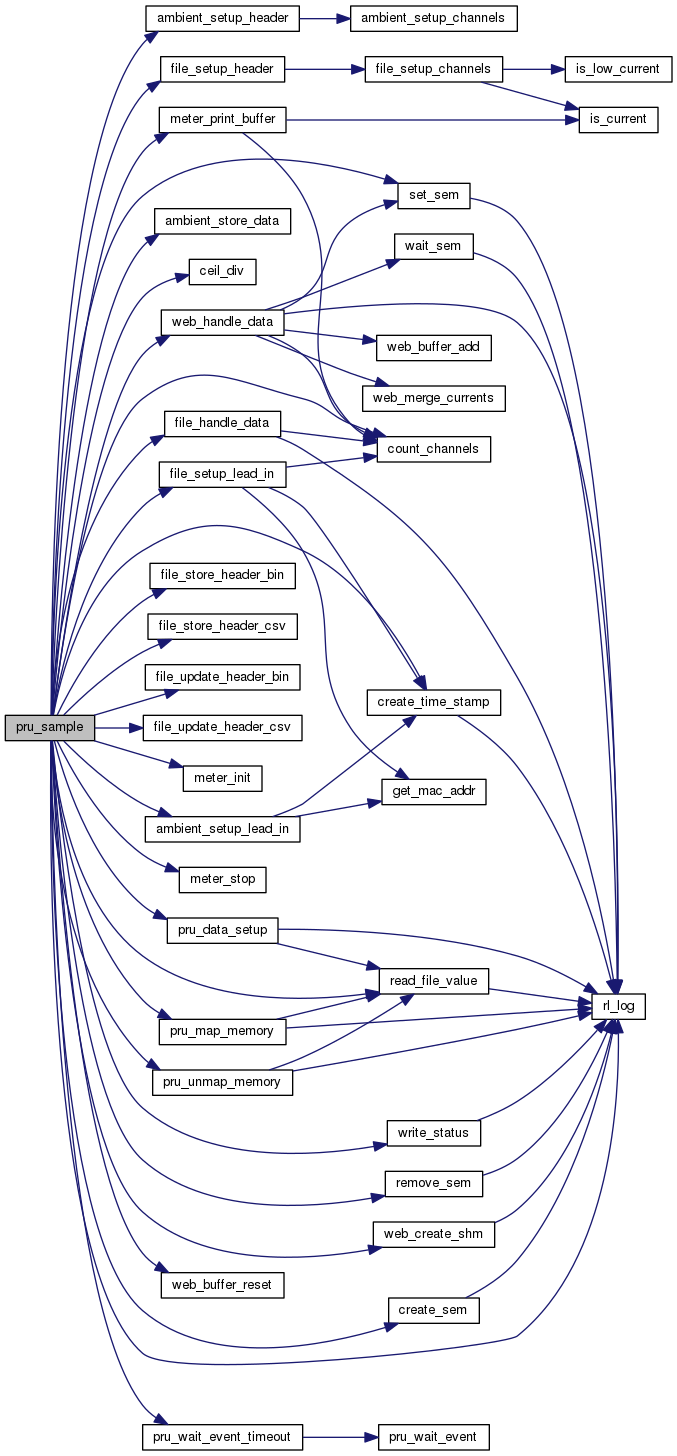 ambient_setup_header
ambient_setup_channels
file_setup_header
file_setup_channels
is_low_current
meter_print_buffer
is_current
set_sem
ambient_store_data
wait_sem
ceil_div
web_handle_data
web_buffer_add
web_merge_currents
file_handle_data
count_channels
file_setup_lead_in
file_store_header_bin
file_store_header_csv
file_update_header_bin
create_time_stamp
pru_sample
file_update_header_csv
meter_init
get_mac_addr
ambient_setup_lead_in
meter_stop
pru_data_setup
read_file_value
rl_log
pru_map_memory
pru_unmap_memory
write_status
remove_sem
web_create_shm
web_buffer_reset
create_sem
pru_wait_event_timeout
pru_wait_event